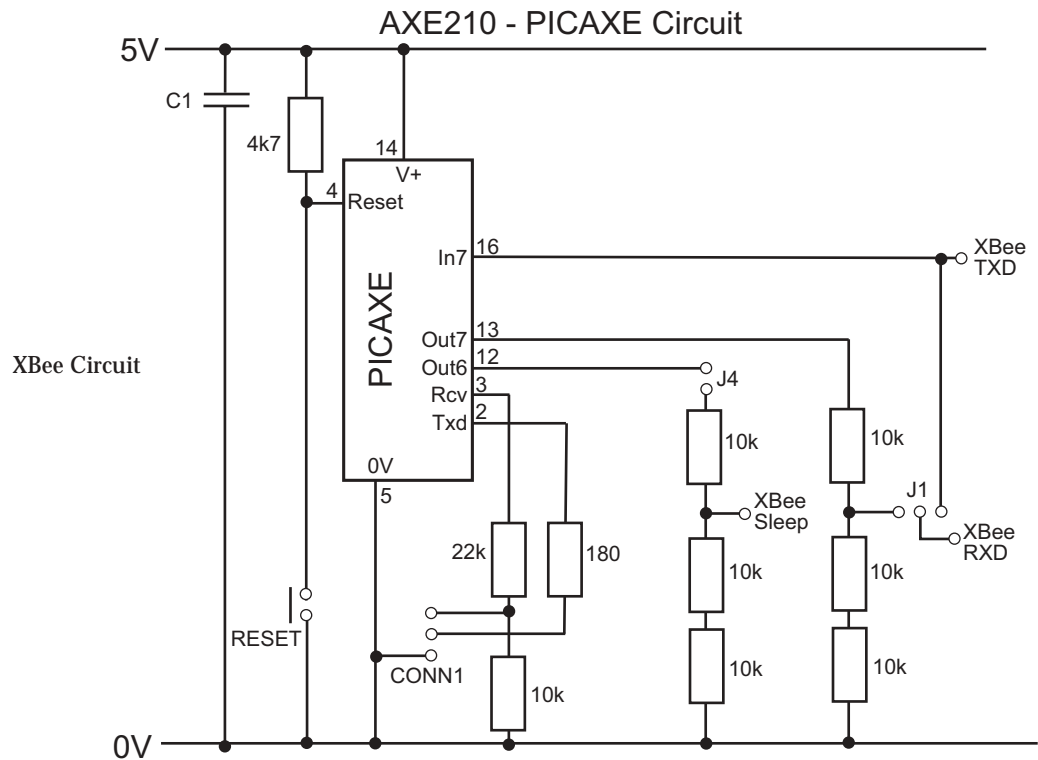 AXE210 - PICAXE Circuit
5V
C1
4k7
14
V+
4
Reset
16
In7
XBee
TXD
PICAXE
13
Out7
12
Out6
J4
3
Rcv
2
Txd
XBee Circuit
10k
10k
0V
5
J1
XBee
Sleep
XBee
RXD
22k
180
10k
10k
RESET
CONN1
10k
10k
10k
0V